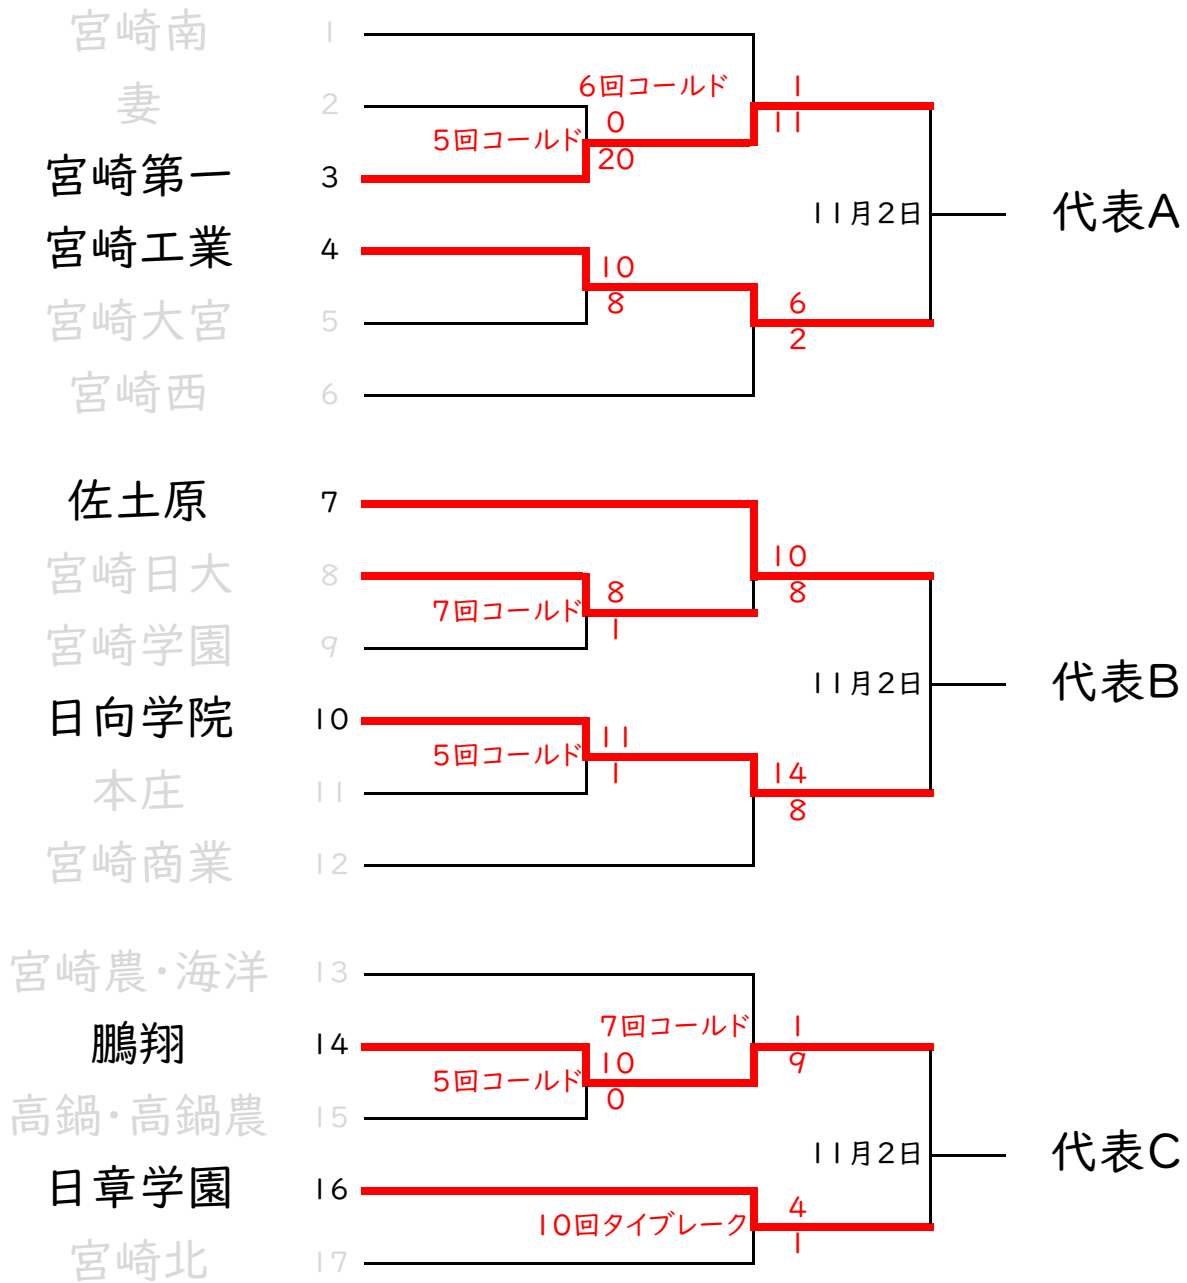 宮崎南 1
6回コールド 1
妻 2
0 11
5回コールド
20
宮崎第一 3
11月2日 代表A
宮崎工業 4
10
8 6
宮崎大宮 5
2
宮崎西 6
佐土原 7
10
宮崎日大 8
8 8
7回コールド
1
宮崎学園 9
11月2日 代表B
日向学院 10
11
5回コールド
1 14
本庄 11
8
宮崎商業 12
宮崎農・海洋 13
7回コールド 1
鵬翔 14
10 9
5回コールド
0
高鍋・高鍋農 15
11月2日 代表C
日章学園 16
4
10回タイブレーク
1
宮崎北 17